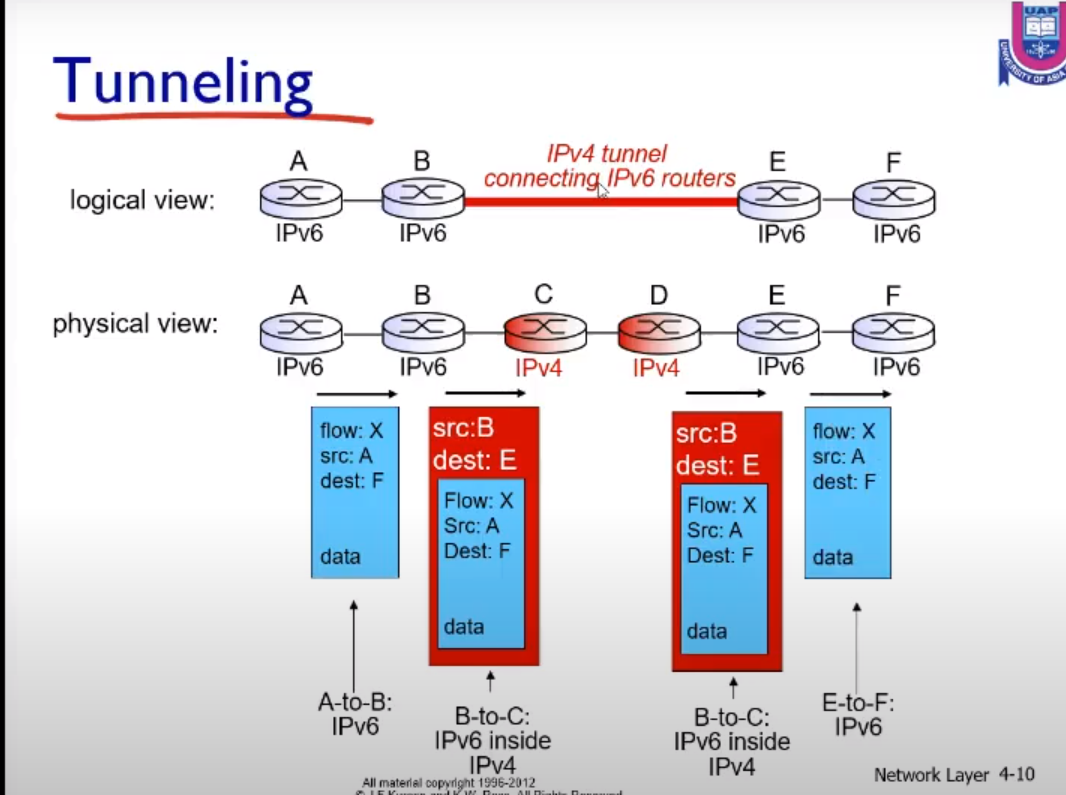 Tunneling
UAP
UNIVERSITY OF ASIA
IPv4 tunnel
connecting IPv6 routers
A B E F
logical view:
IPv6 IPv6 IPv6 IPv6
A B C D E F
physical view:
IPv6 IPv6 IPv4 IPv4 IPv6 IPv6
flow: X
src: A
dest: F
data
src:B
dest: E
Flow: X
Src: A
Dest: F
data
src:B
dest: E
Flow: X
Src: A
Dest: F
data
flow: X
src: A
dest: F
data
A-to-B:
IPv6
B-to-C:
IPv6 inside
IPv4
B-to-C:
IPv6 inside
IPv4
E-to-F:
IPv6
All material copyright 1996-2012
All Rights Reserved
Network Layer 4-10